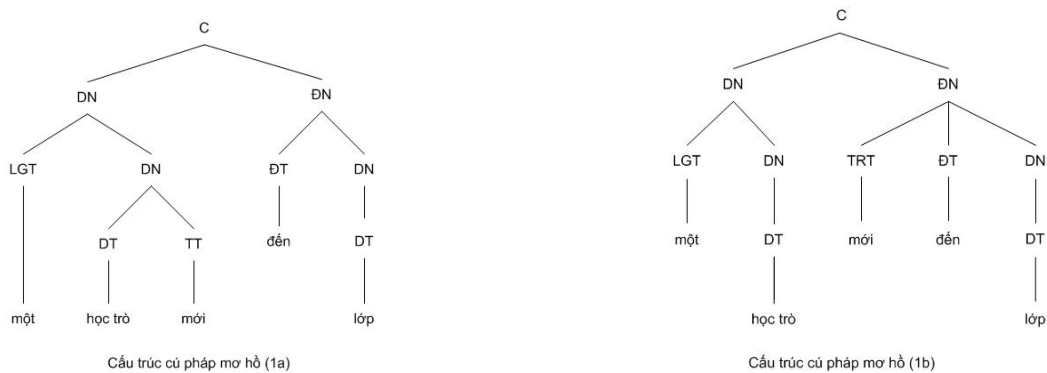 C
DN ĐN
LGT DN ĐT DN
DT TT đến DT
một học trò mới lớp
Cấu trúc cú pháp mơ hồ (1a)
C
DN ĐN
LGT DN TRT ĐT DN
một DT mới đến DT
học trò lớp
Cấu trúc cú pháp mơ hồ (1b)